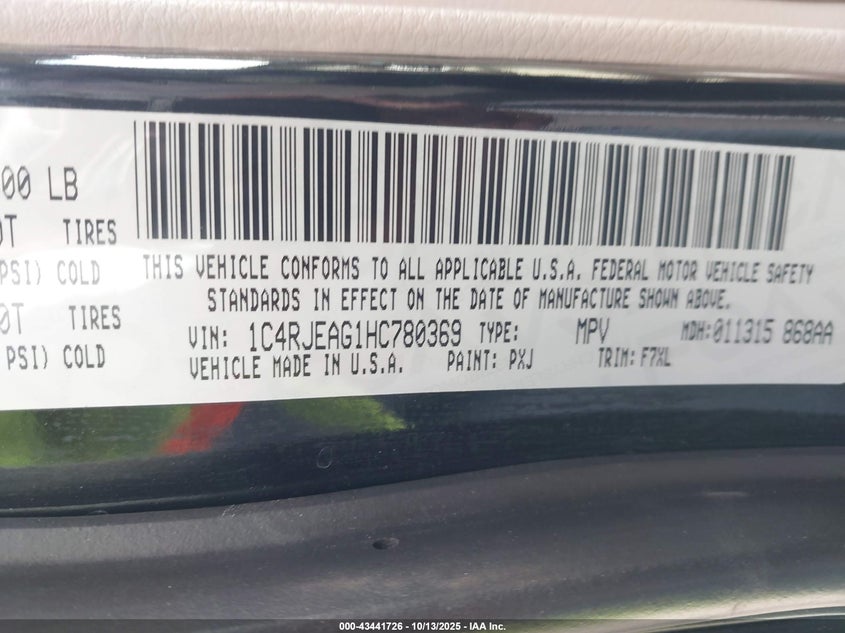 00 LB
0T TIRES
PSI) COLD
0T TIRES
PSI) COLD
THIS VEHICLE CONFORMS TO ALL APPLICABLE U.S.A. FEDERAL MOTOR VEHICLE SAFETY
STANDARDS IN EFFECT ON THE DATE OF MANUFACTURE SHOWN ABOVE.
VIN: 1C4RJEAG1HC780369 TYPE: MPV MDH:011315 868AA
VEHICLE MADE IN U.S.A. PAINT: PXJ TRIM: F7XL
000-43441726 - 10/13/2025 - IAA Inc.